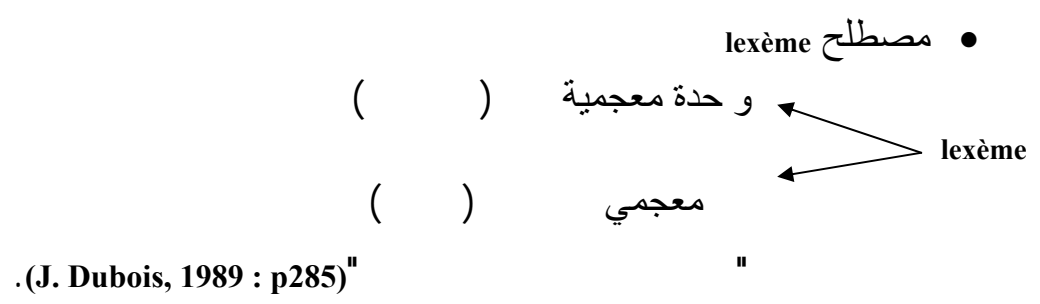 • مصطلح lexème
و حدة معجمية ( )
lexème
معجمي ( )
" "(J. Dubois, 1989 : p285).